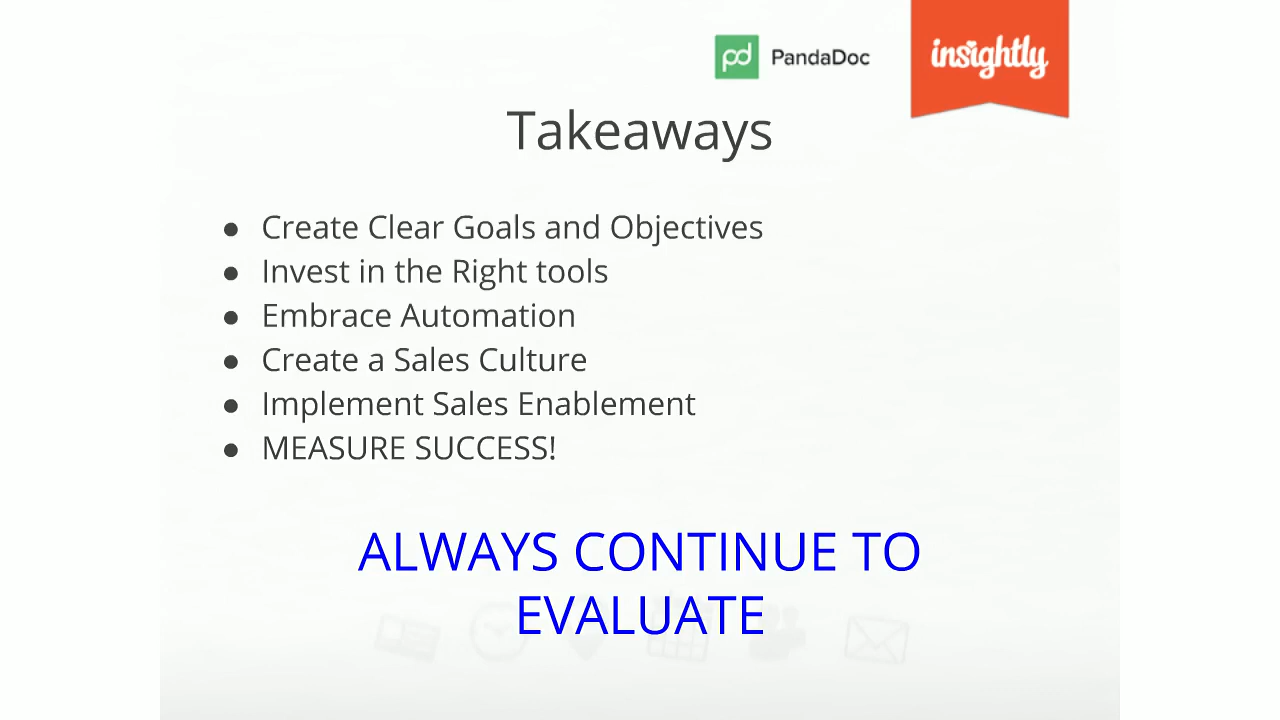 pd PandaDoc
insightly
Takeaways
● Create Clear Goals and Objectives
● Invest in the Right tools
● Embrace Automation
● Create a Sales Culture
● Implement Sales Enablement
● MEASURE SUCCESS!
ALWAYS CONTINUE TO
EVALUATE